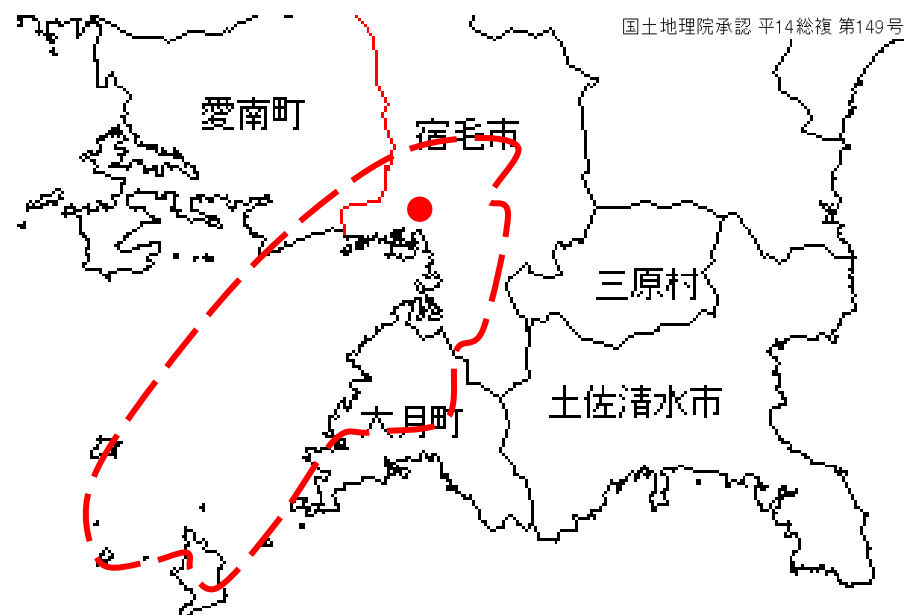 国土地理院承認 平14総複 第149号
愛南町
宿毛市
三原村
大月町
土佐清水市